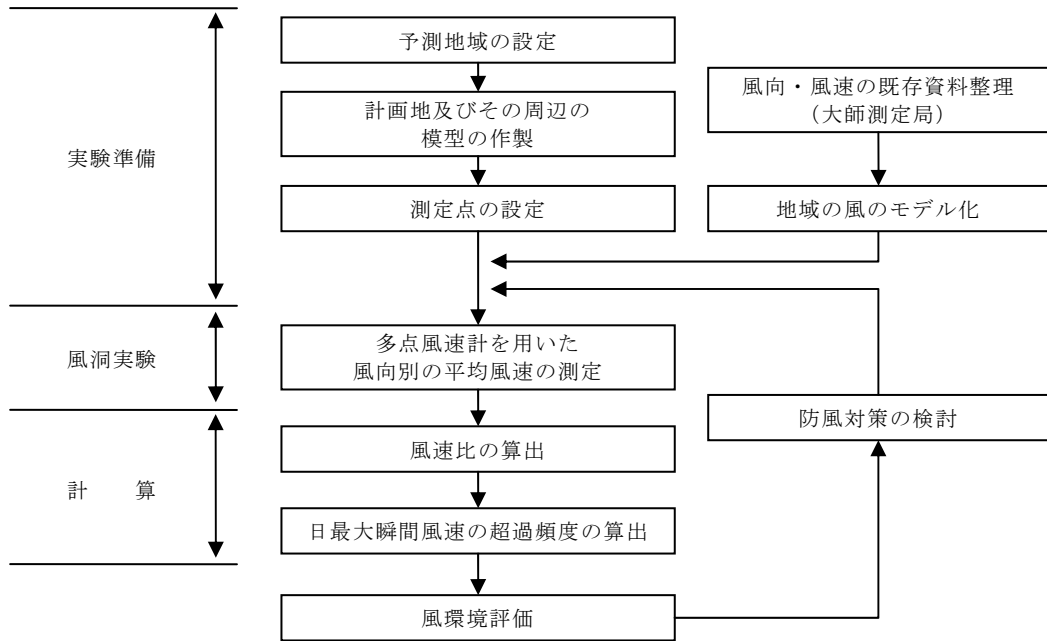 予測地域の設定
計画地及びその周辺の
模型の作製
測定点の設定
風向・風速の既存資料整理
(大師測定局)
地域の風のモデル化
実験準備
多点風速計を用いた
風向別の平均風速の測定
風洞実験
防風対策の検討
風速比の算出
計　　算
日最大瞬間風速の超過頻度の算出
風環境評価